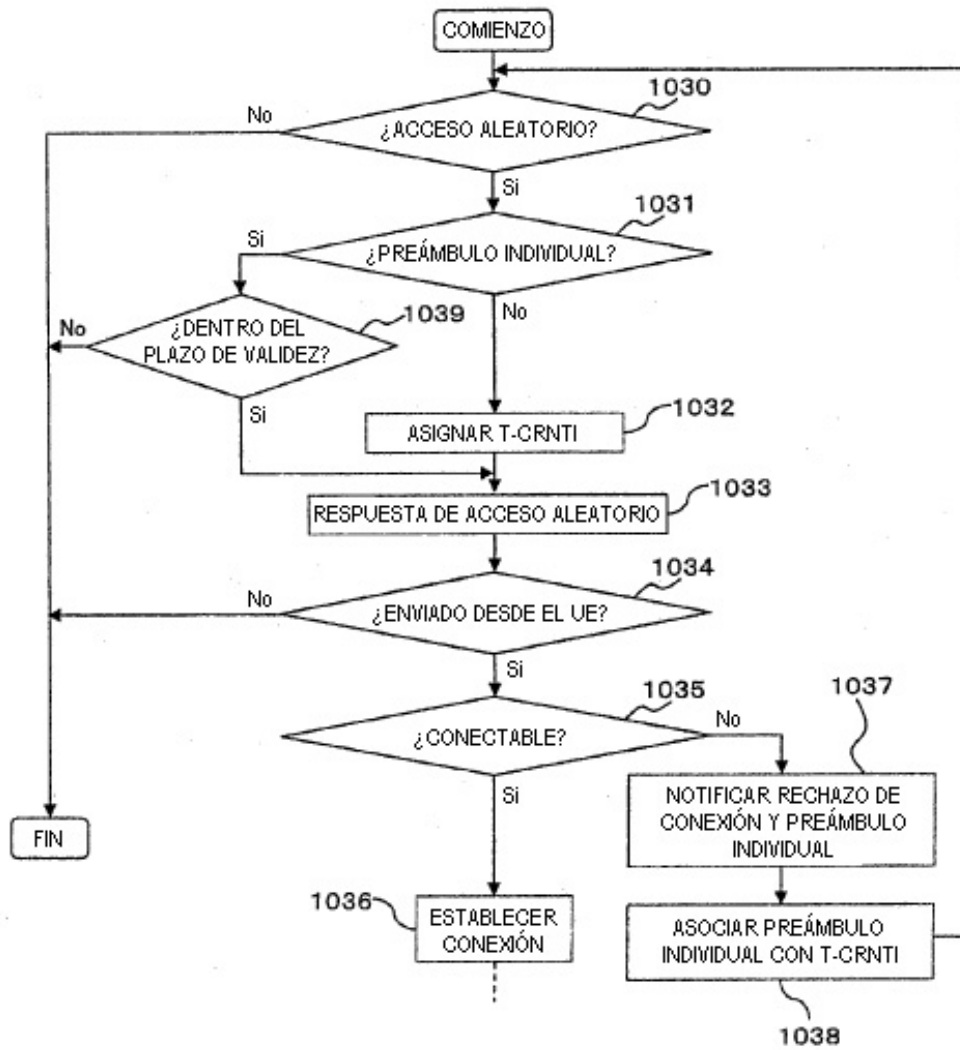 COMIENZO
1030
No
¿ACCESO ALEATORIO?
Si
1031
Si
¿PREÁMBULO INDIVIDUAL?
No
1039
No
¿DENTRO DEL
PLAZO DE VALIDEZ?
Si
1032
ASIGNAR T-CRNTI
1033
RESPUESTA DE ACCESO ALEATORIO
1034
No
¿ENVIADO DESDE EL UE?
Si
1035
No
1037
¿CONECTABLE?
Si
NOTIFICAR RECHAZO DE
CONEXIÓN Y PREÁMBULO
INDIVIDUAL
FIN
1036
ESTABLECER
CONEXIÓN
ASOCIAR PREÁMBULO
INDIVIDUAL CON T-CRNTI
1038